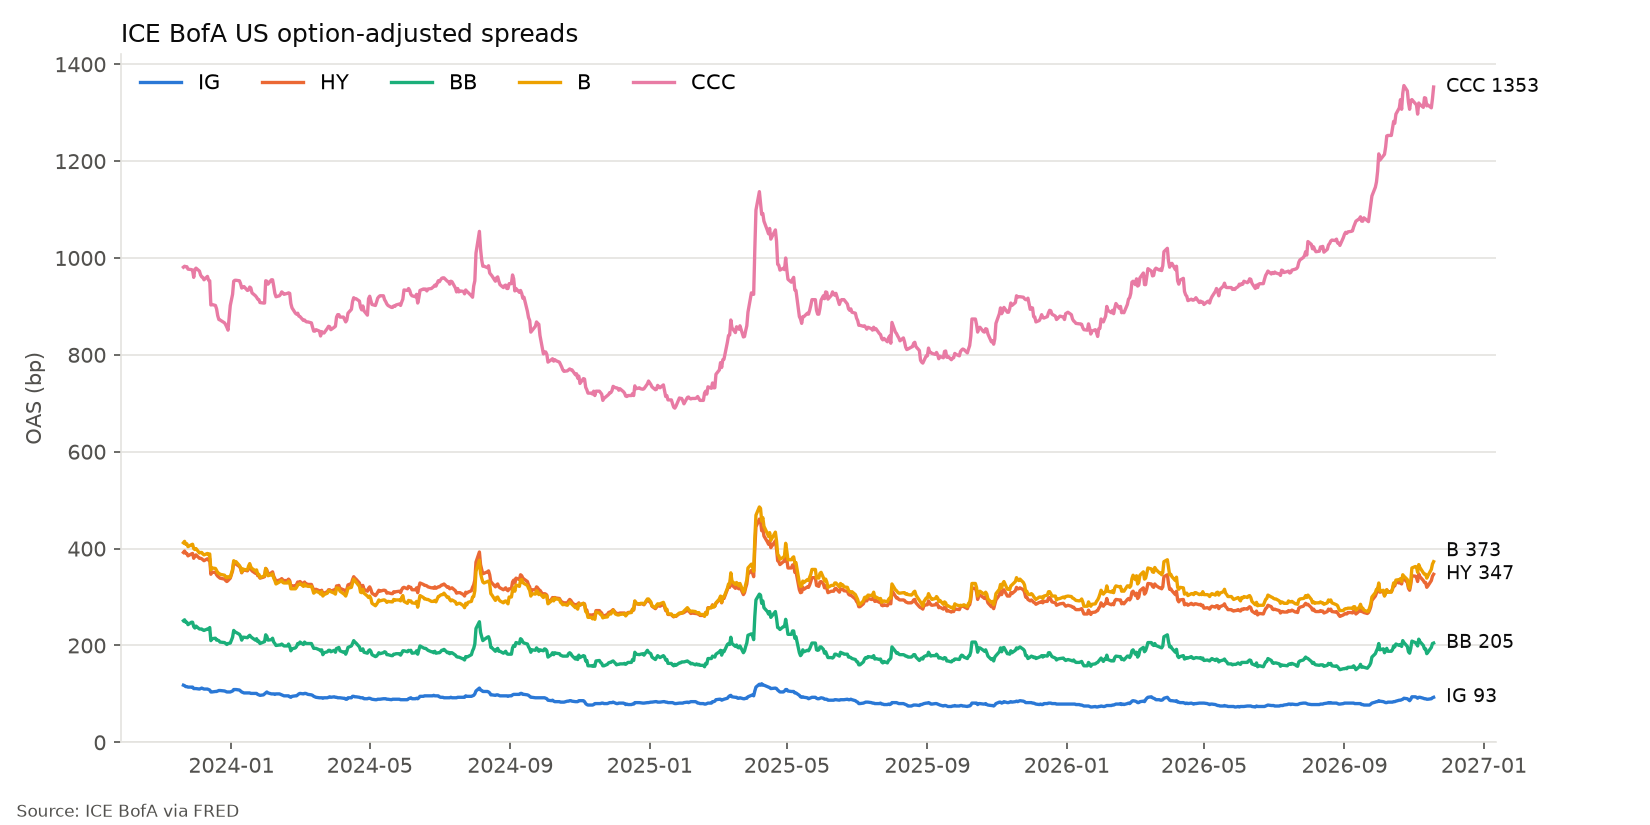 ICE BofA US option-adjusted spreads
IG HY BB B CCC
OAS (bp)
1400
1200
1000
800
600
400
200
0
CCC 1353
B 373
HY 347
BB 205
IG 93
2024-01 2024-05 2024-09 2025-01 2025-05 2025-09 2026-01 2026-05 2026-09 2027-01
Source: ICE BofA via FRED